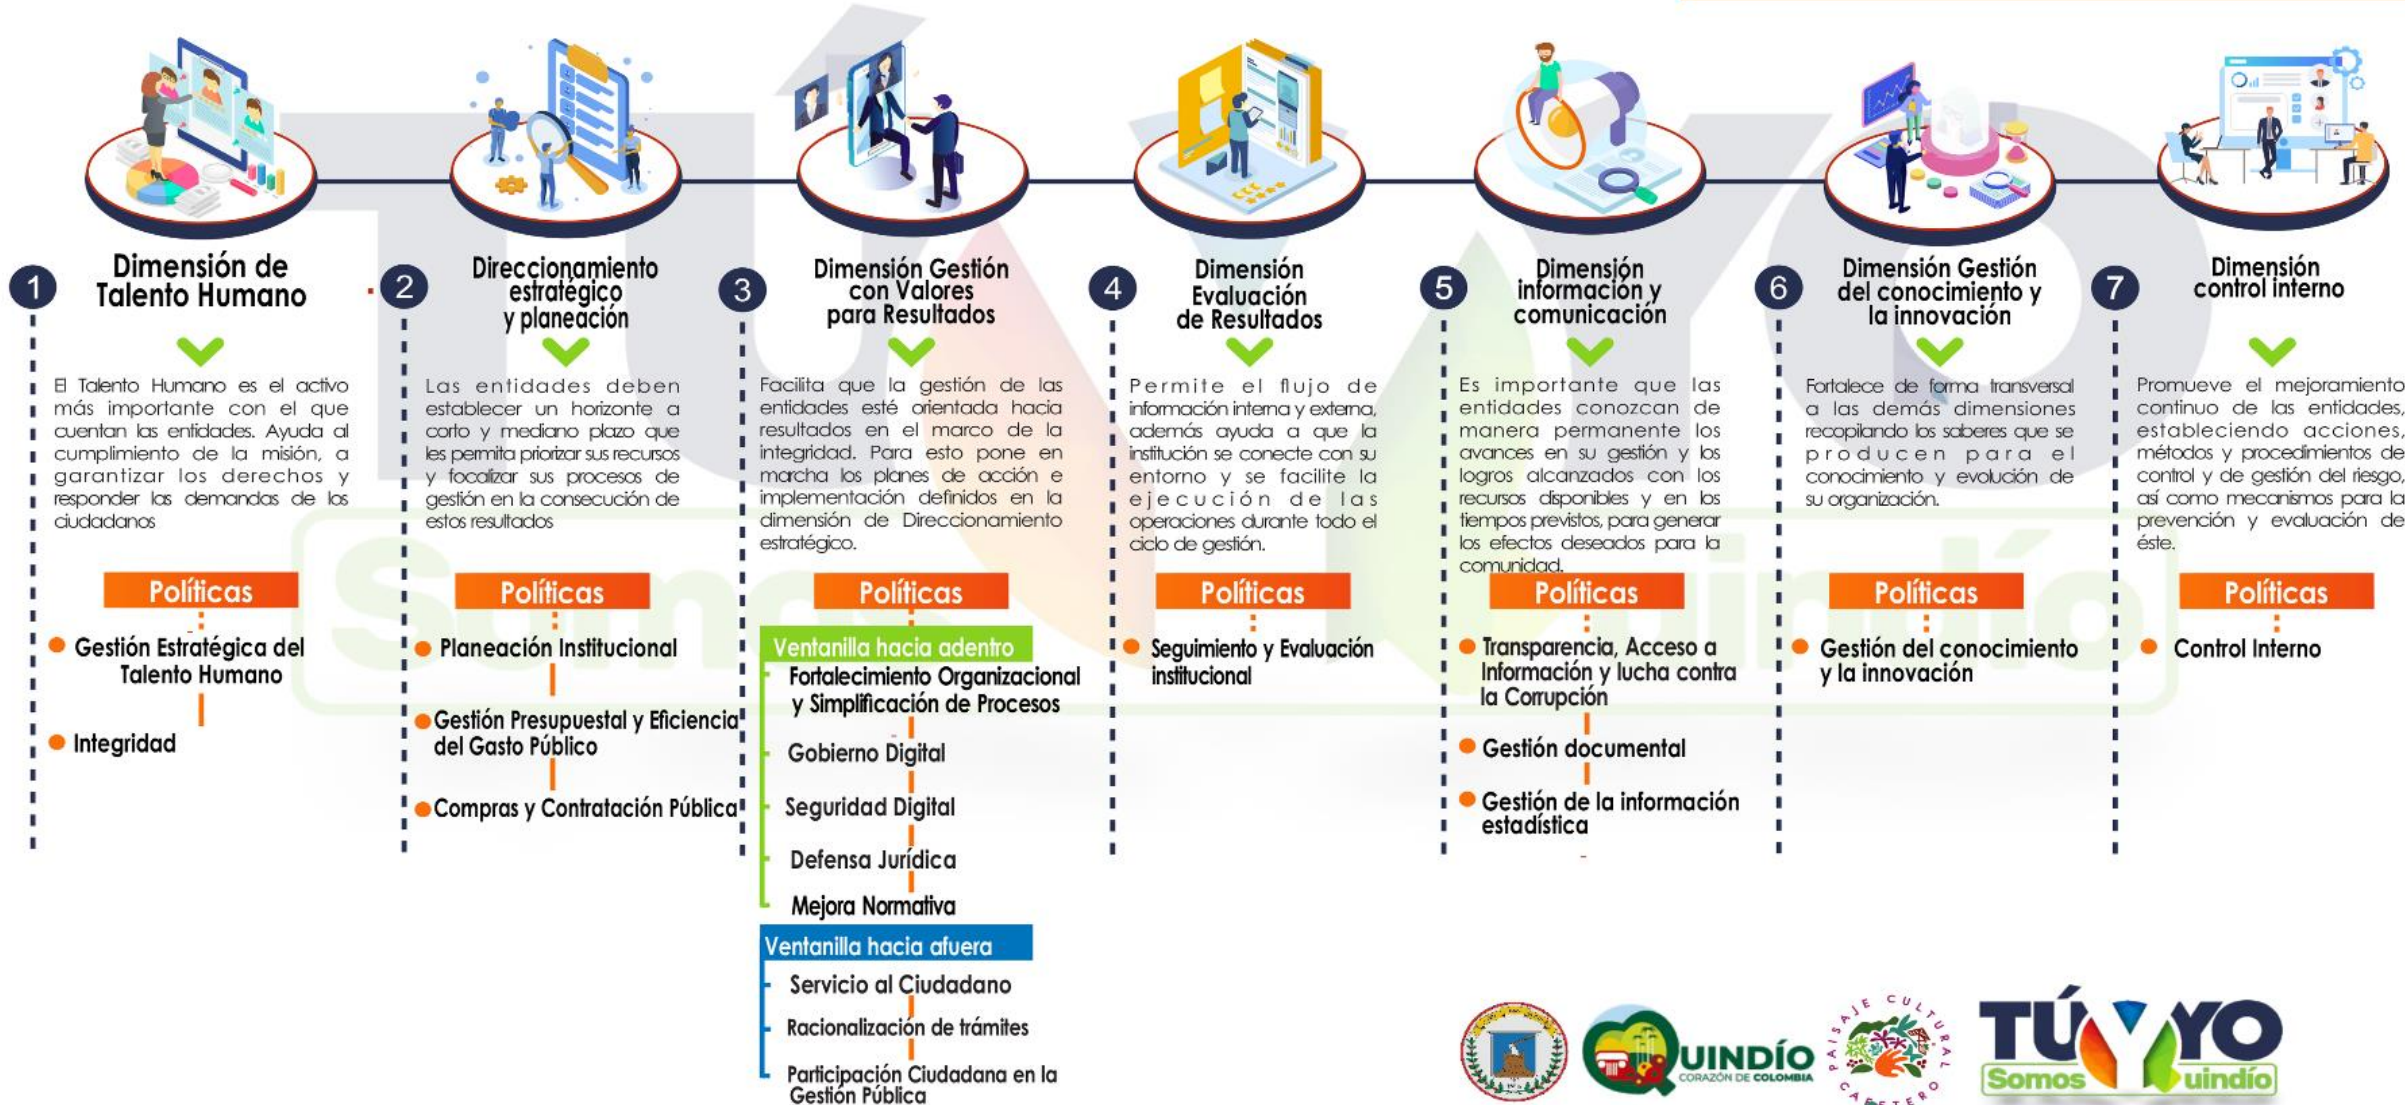 1
Dimensión de
Talento Humano
El Talento Humano es el activo
más importante con el que
cuentan las entidades. Ayuda al
cumplimiento de la misión, a
garantizar los derechos y
responder las demandas de los
ciudadanos
Políticas
Gestión Estratégica del
Talento Humano
Integridad
2
Direccionamiento
estratégico
y planeación
Las entidades deben
establecer un horizonte a
corto y mediano plazo que
les permita priorizar sus recursos
y focalizar sus procesos de
gestión en la consecución de
estos resultados
Políticas
Planeación Institucional
Gestión Presupuestal y Eficiencia
del Gasto Público
Compras y Contratación Pública
3
Dimensión Gestión
con Valores
para Resultados
Facilita que la gestión de las
entidades esté orientada hacia
resultados en el marco de la
integridad. Para esto pone en
marcha los planes de acción e
implementación definidos en la
dimensión de Direccionamiento
estratégico.
Políticas
Ventanilla hacia adentro
Fortalecimiento Organizacional
y Simplificación de Procesos
Gobierno Digital
Seguridad Digital
Defensa Jurídica
Mejora Normativa
Ventanilla hacia afuera
Servicio al Ciudadano
Racionalización de trámites
Participación Ciudadana en la
Gestión Pública
4
Dimensión
Evaluación
de Resultados
Permite el flujo de
información interna y externa,
además ayuda a que la
institución se conecte con su
entorno y se facilite la
ejecución de las
operaciones durante todo el
ciclo de gestión.
Políticas
Seguimiento y Evaluación
institucional
5
Dimensión
información y
comunicación
Es importante que las
entidades conozcan de
manera permanente los
avances en su gestión y los
logros alcanzados con los
recursos disponibles y en los
tiempos previstos, para generar
los efectos deseados para la
comunidad.
Políticas
Transparencia, Acceso a
Información y lucha contra
la Corrupción
Gestión documental
Gestión de la información
estadística
6
Dimensión Gestión
del conocimiento y
la innovación
Fortalece de forma transversal
a las demás dimensiones
recopilando los saberes que se
producen para el
conocimiento y evolución de
su organización.
Políticas
Gestión del conocimiento
y la innovación
7
Dimensión
control interno
Promueve el mejoramiento
continuo de las entidades,
estableciendo acciones,
métodos y procedimientos de
control y de gestión del riesgo,
así como mecanismos para la
prevención y evaluación de
éste.
Políticas
Control Interno
QUINDÍO
CORAZÓN DE COLOMBIA
PAISAJE CULTURAL
CAFETERO
TÚ Y YO
Somos Quindío
TÚ Y YO
Somos Quindío